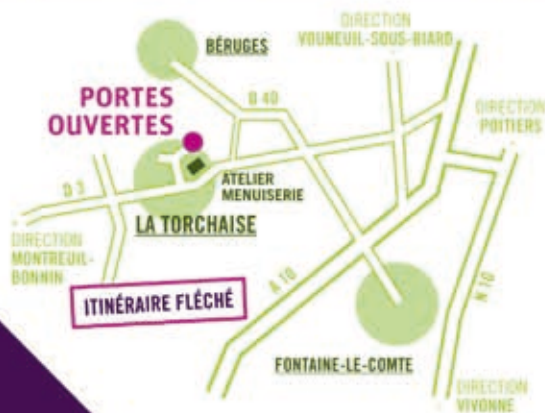 DIRECTION
VOUNEUIL-SOUS-BIARD
BÉRUGES
PORTES
OUVERTES
D 40
DIRECTION
POITIERS
ATELIER
MENUISERIE
D 3
LA TORCHAISE
DIRECTION
MONTREUIL-
BONNIN
ITINÉRAIRE FLÉCHÉ
A 10
N 10
FONTAINE-LE-COMTE
DIRECTION
VIVONNE